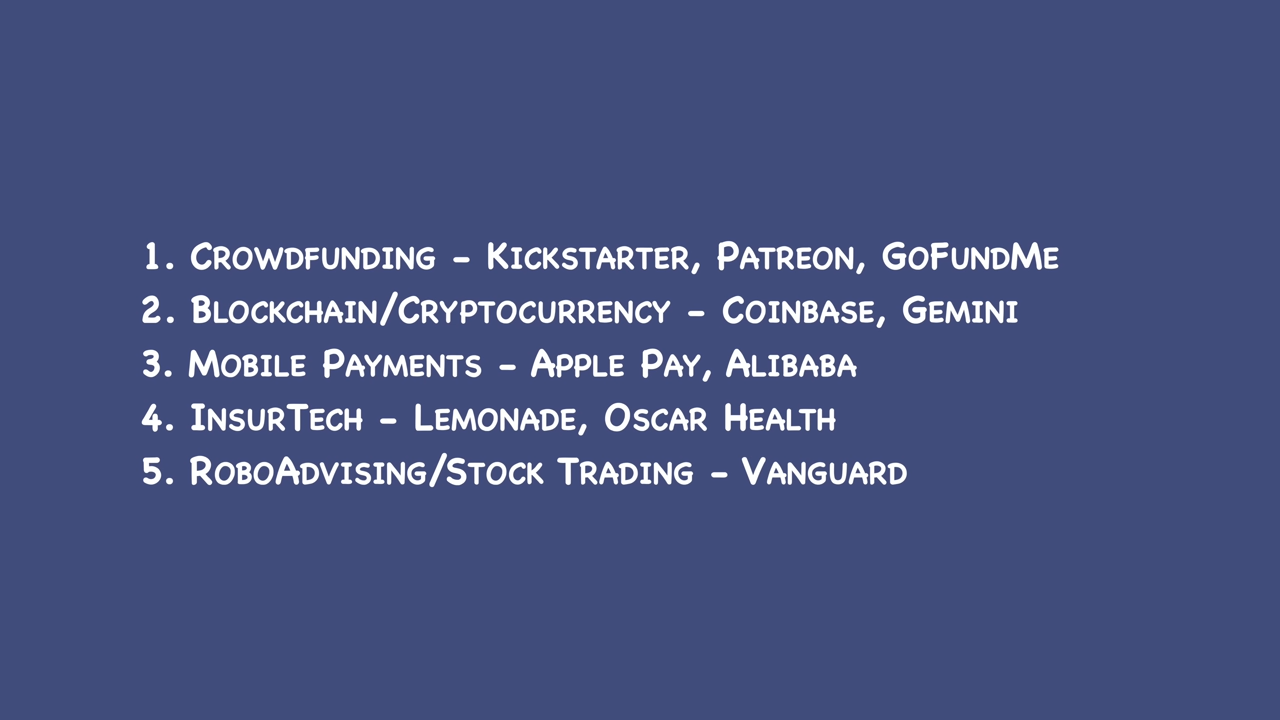 1. Crowdfunding - Kickstarter, Patreon, GoFundMe
2. Blockchain/Cryptocurrency - Coinbase, Gemini
3. Mobile Payments - Apple Pay, Alibaba
4. InsurTech - Lemonade, Oscar Health
5. RoboAdvising/Stock Trading - Vanguard